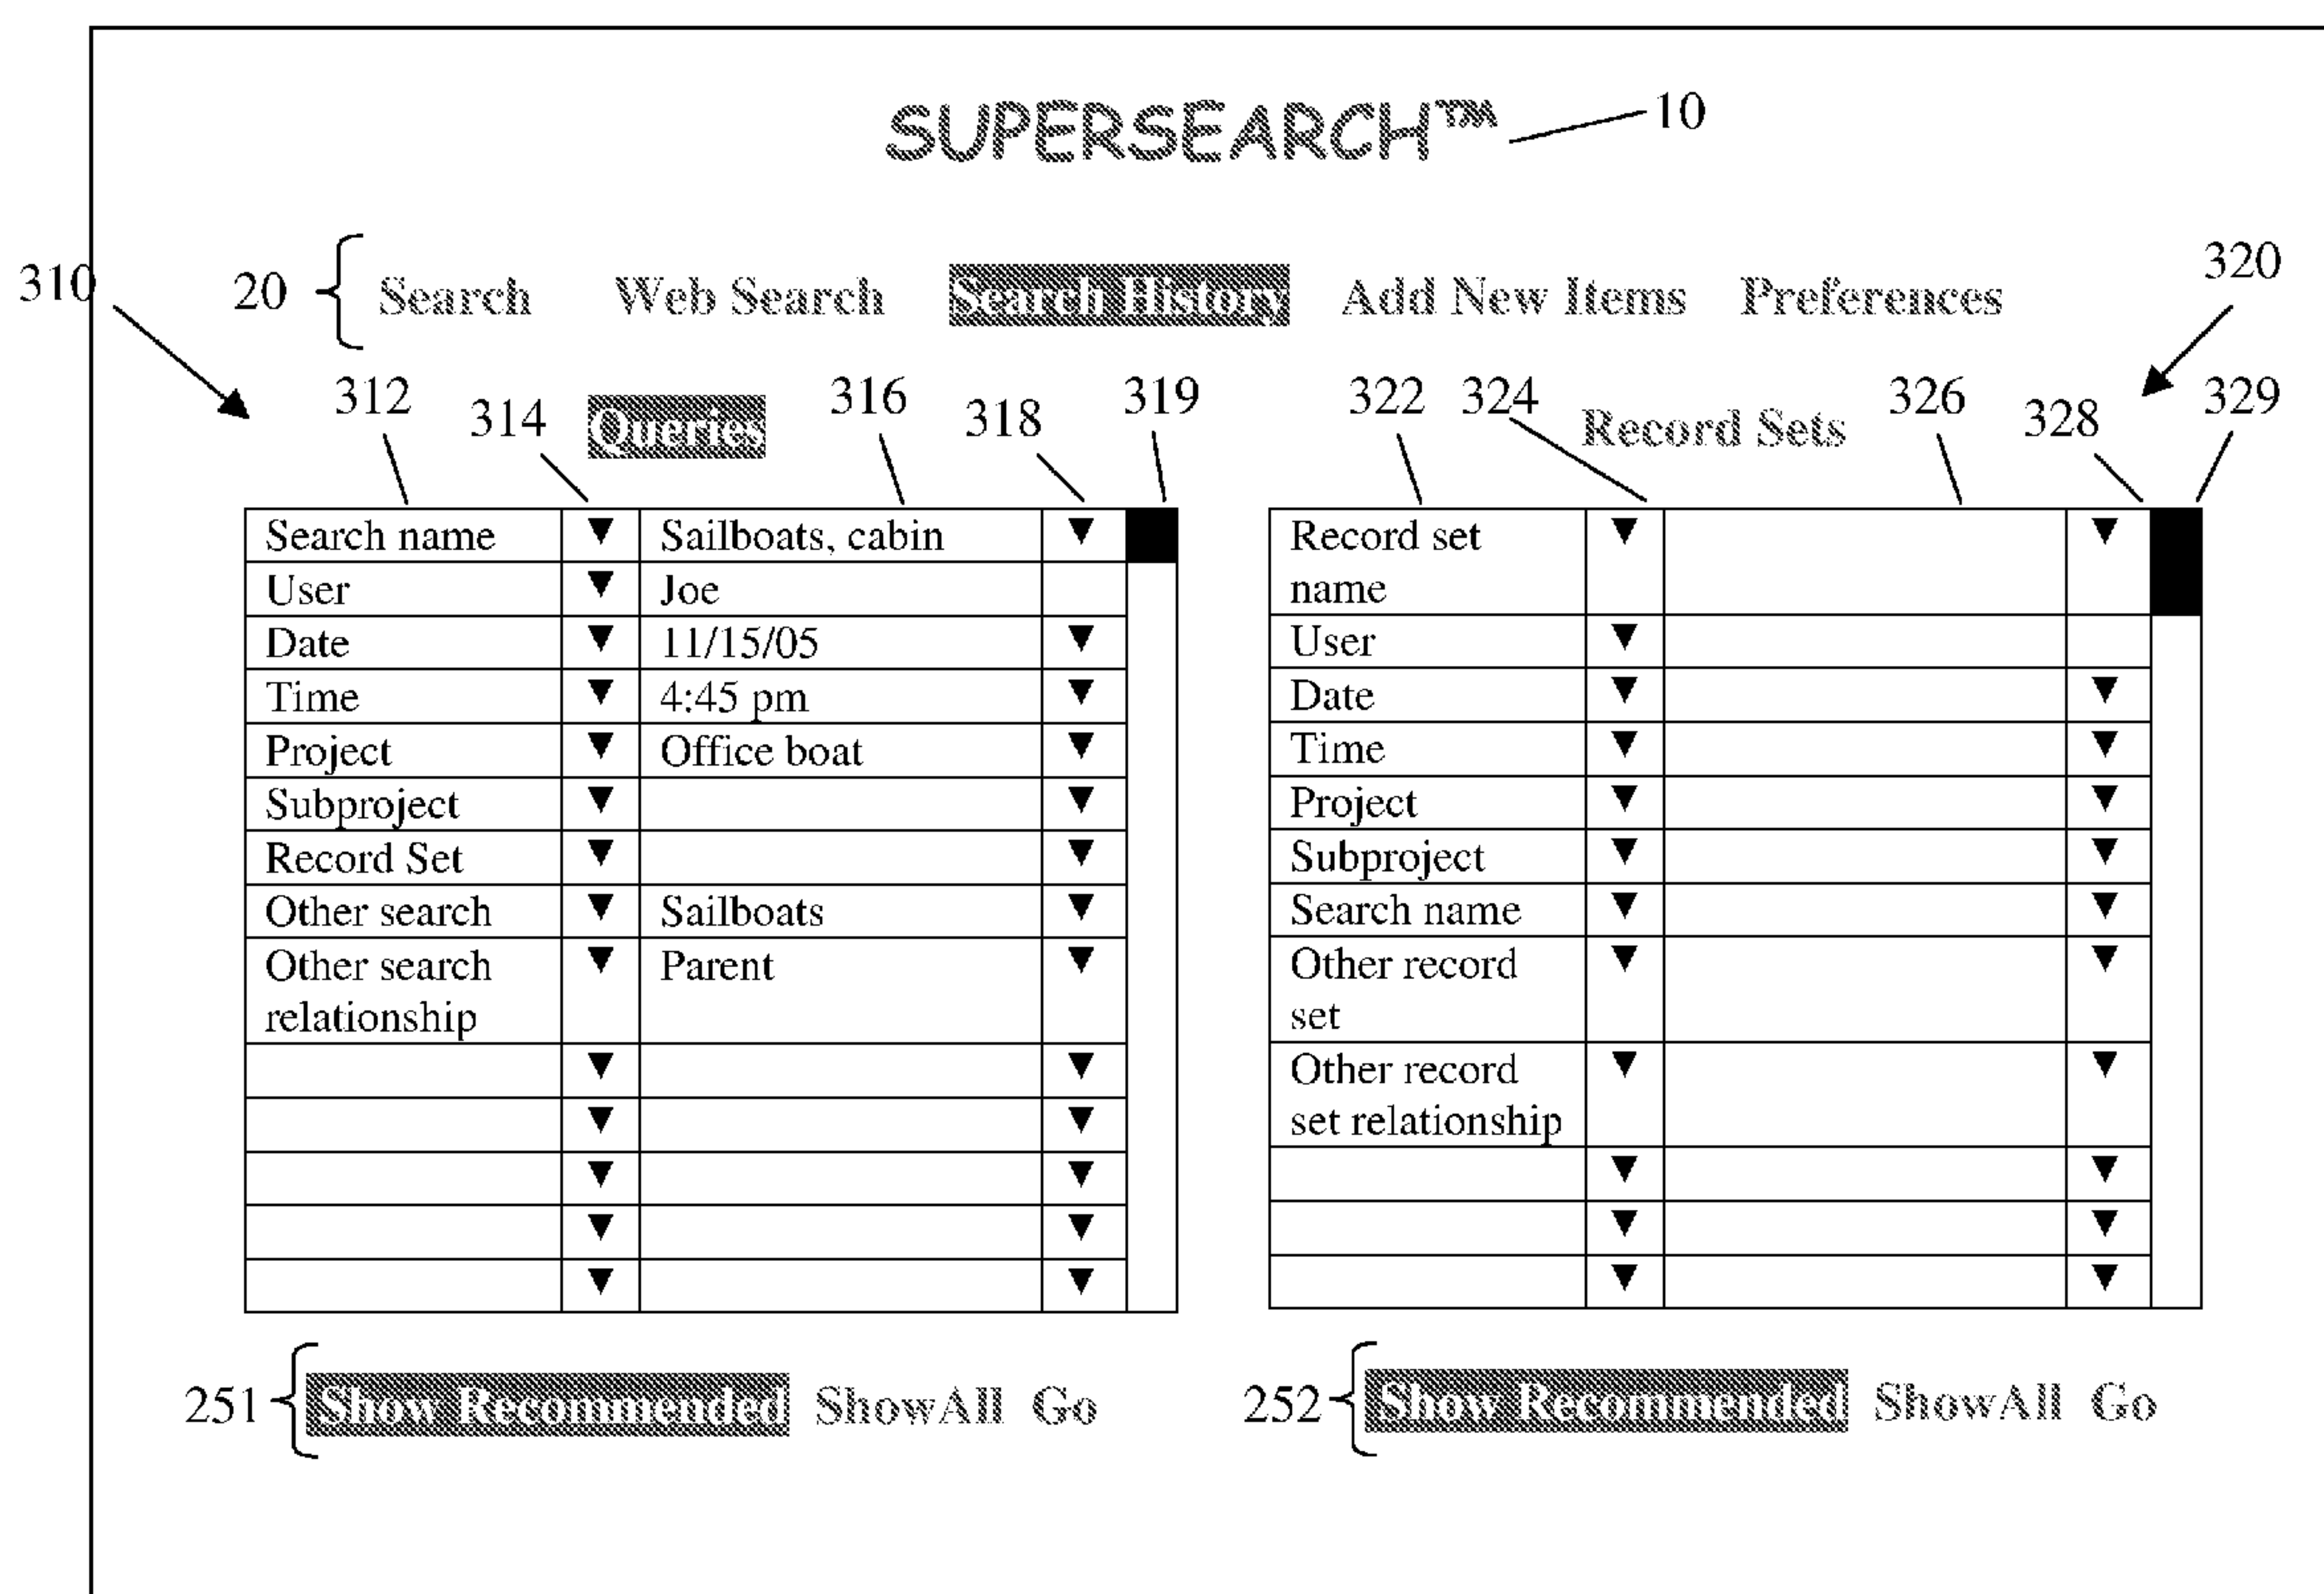 SUPERSEARCH™ 10
310 20 Search Web Search Search History Add New Items Preferences 320
312 314 Queries 316 318 319 322 324 Record Sets 326 328 329
Search name ▼ Sailboats, cabin ▼
User ▼ Joe
Date ▼ 11/15/05 ▼
Time ▼ 4:45 pm ▼
Project ▼ Office boat ▼
Subproject ▼ ▼
Record Set ▼ ▼
Other search ▼ Sailboats ▼
Other search ▼ Parent ▼
relationship
▼ ▼
▼ ▼
▼ ▼
▼ ▼
▼ ▼
Record set ▼ ▼
name
User ▼
Date ▼ ▼
Time ▼ ▼
Project ▼ ▼
Subproject ▼ ▼
Search name ▼ ▼
Other record ▼ ▼
set
Other record ▼ ▼
set relationship
▼ ▼
▼ ▼
▼ ▼
251 Show Recommended ShowAll Go
252 Show Recommended ShowAll Go